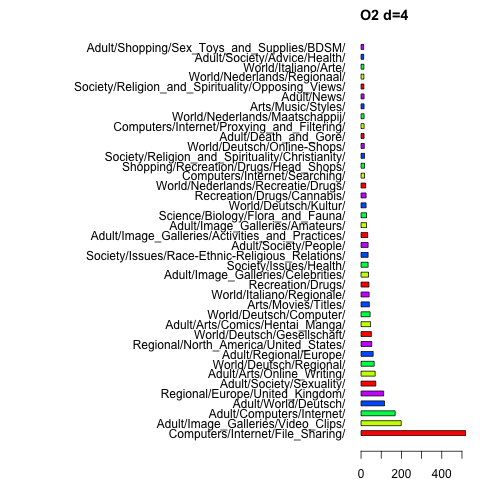 O2 d=4
Adult/Shopping/Sex_Toys_and_Supplies/BDSM/
Adult/Society/Advice/Health/
World/Italiano/Arte/
World/Nederlands/Regionaal/
Society/Religion_and_Spirituality/Opposing_Views/
Adult/News/
Arts/Music/Styles/
World/Nederlands/Maatschappij/
Computers/Internet/Proxying_and_Filtering/
Adult/Death_and_Gore/
World/Deutsch/Online-Shops/
Society/Religion_and_Spirituality/Christianity/
Shopping/Recreation/Drugs/Head_Shops/
Computers/Internet/Searching/
World/Nederlands/Recreatie/Drugs/
Recreation/Drugs/Cannabis/
World/Deutsch/Kultur/
Science/Biology/Flora_and_Fauna/
Adult/Image_Galleries/Amateurs/
Adult/Image_Galleries/Activities_and_Practices/
Adult/Society/People/
Society/Issues/Race-Ethnic-Religious_Relations/
Society/Issues/Health/
Adult/Image_Galleries/Celebrities/
Recreation/Drugs/
World/Italiano/Regionale/
Arts/Movies/Titles/
World/Deutsch/Computer/
Adult/Arts/Comics/Hentai_Manga/
World/Deutsch/Gesellschaft/
Regional/North_America/United_States/
Adult/Regional/Europe/
World/Deutsch/Regional/
Adult/Arts/Online_Writing/
Adult/Society/Sexuality/
Regional/Europe/United_Kingdom/
Adult/World/Deutsch/
Adult/Computers/Internet/
Adult/Image_Galleries/Video_Clips/
Computers/Internet/File_Sharing/
0 200 400